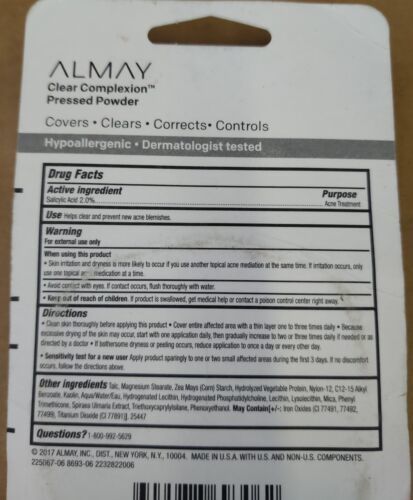 ALMAY
Clear Complexion™
Pressed Powder
Covers • Clears • Corrects• Controls
Hypoallergenic • Dermatologist tested
Drug Facts
Active ingredient Purpose
Salicylic Acid 2.0% Acne Treatment
Use Helps clear and prevent new acne blemishes.
Warning
For external use only
When using this product
• Skin irritation and dryness is more likely to occur if you use another topical acne mediation at the same time. If irritation occurs, only
use one topical medication at a time.
• Avoid contact with eyes. If contact occurs, flush thoroughly with water.
• Keep out of reach of children. If product is swallowed, get medical help or contact a poison control center right away.
Directions
• Clean skin thoroughly before applying this product • Cover entire affected area with a thin layer one to three times daily • Because
excessive drying of the skin may occur, start with one application daily, then gradually increase to two or three times daily if needed or as
directed by a doctor • If bothersome dryness or peeling occurs, reduce application to once a day or every other day.
• Sensitivity test for a new user Apply product sparingly to one or two small affected areas during the first 3 days. If no discomfort
occurs, follow the directions above.
Other ingredients Talc, Magnesium Stearate, Zea Mays (Corn) Starch, Hydrolyzed Vegetable Protein, Nylon-12, C12-15 Alkyl
Benzoate, Kaolin, Aqua/Water/Eau, Hydrogenated Lecithin, Hydrogenated Phosphatidylcholine, Lecithin, Lysolecithin, Mica, Phenyl
Trimethicone, Spiraea Ulmaria Extract, Triethoxycaprylylsilane, Phenoxyethanol. May Contain[+/-: Iron Oxides (CI 77491, 77492,
77499), Titanium Dioxide (CI 77891)]. 25447
Questions? 1-800-992-5629
© 2017 ALMAY, INC., DIST., NEW YORK, N.Y., 10004. MADE IN U.S.A. WITH U.S. AND NON-U.S. COMPONENTS.
225067-06 8693-06 2232822006